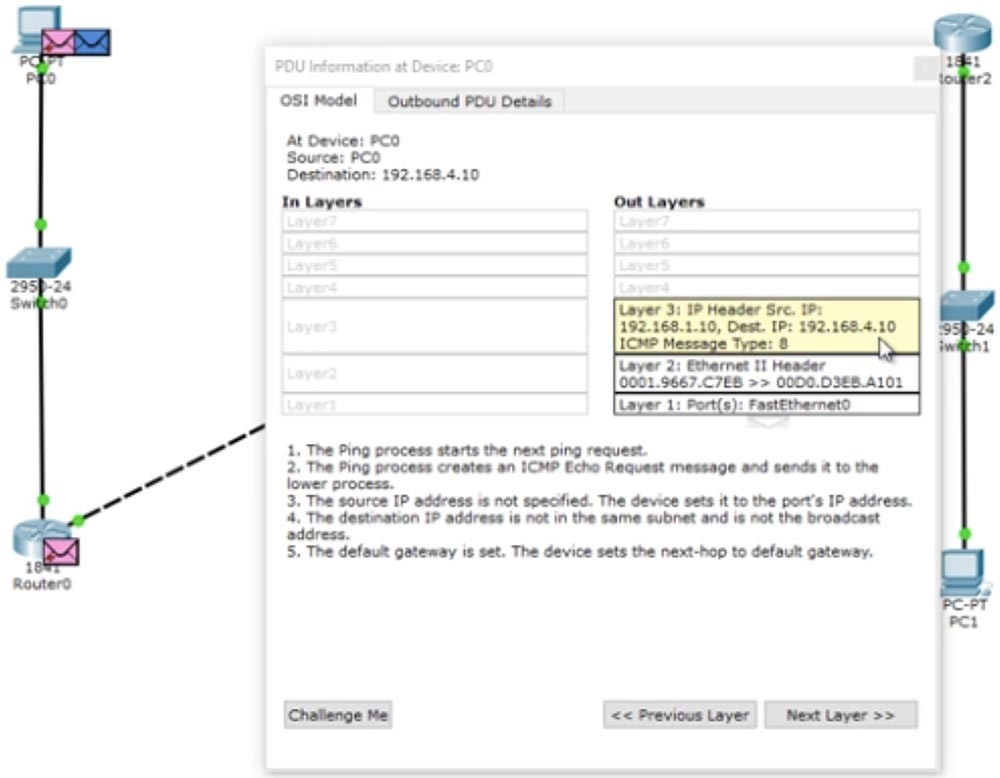 PC-PT
PC0
2950-24
Switch0
1841
Router0
PDU Information at Device: PC0
OSI Model
Outbound PDU Details
At Device: PC0
Source: PC0
Destination: 192.168.4.10
In Layers
Layer7
Layer6
Layer5
Layer4
Layer3
Layer2
Layer1
Out Layers
Layer7
Layer6
Layer5
Layer4
Layer 3: IP Header Src. IP:
192.168.1.10, Dest. IP: 192.168.4.10
ICMP Message Type: 8
Layer 2: Ethernet II Header
0001.9667.C7EB >> 00D0.D3EB.A101
Layer 1: Port(s): FastEthernet0
1. The Ping process starts the next ping request.
2. The Ping process creates an ICMP Echo Request message and sends it to the
lower process.
3. The source IP address is not specified. The device sets it to the port's IP address.
4. The destination IP address is not in the same subnet and is not the broadcast
address.
5. The default gateway is set. The device sets the next-hop to default gateway.
Challenge Me
<< Previous Layer
Next Layer >>
1841
Router2
2950-24
Switch1
PC-PT
PC1